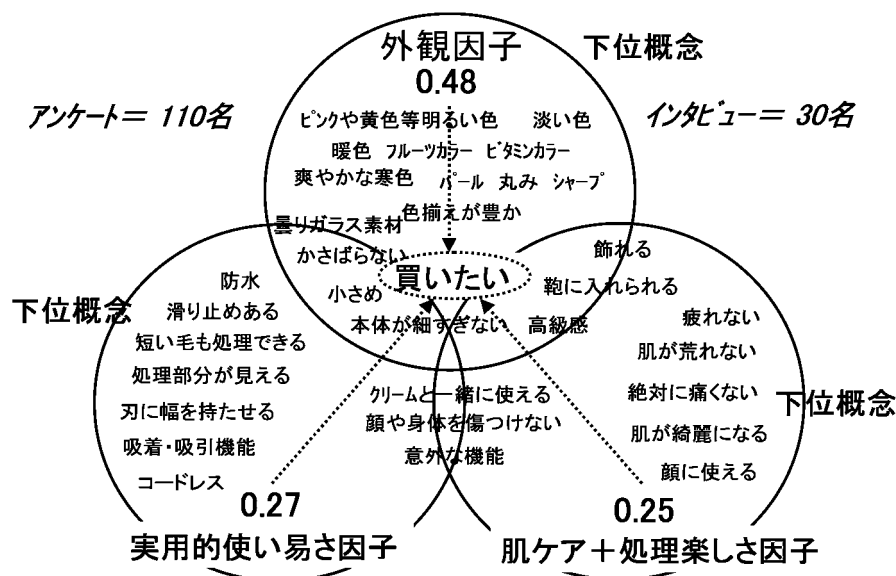 外観因子
下位概念
0.48
アンケート＝ 110名
インタビュー＝ 30名
ピンクや黄色等明るい色 淡い色
暖色 フルーツカラー ビタミンカラー
爽やかな寒色 パール 丸み シャープ
色揃えが豊か
曇りガラス素材
かさばらない
買いたい
小さめ
本体が細すぎない
高級感
飾れる
鞄に入れられる
下位概念
防水
滑り止めある
短い毛も処理できる
処理部分が見える
刃に幅を持たせる
吸着・吸引機能
コードレス
0.27
実用的使い易さ因子
クリームと一緒に使える
顔や身体を傷つけない
意外な機能
疲れない
肌が荒れない
絶対に痛くない
下位概念
肌が綺麗になる
顔に使える
0.25
肌ケア＋処理楽しさ因子